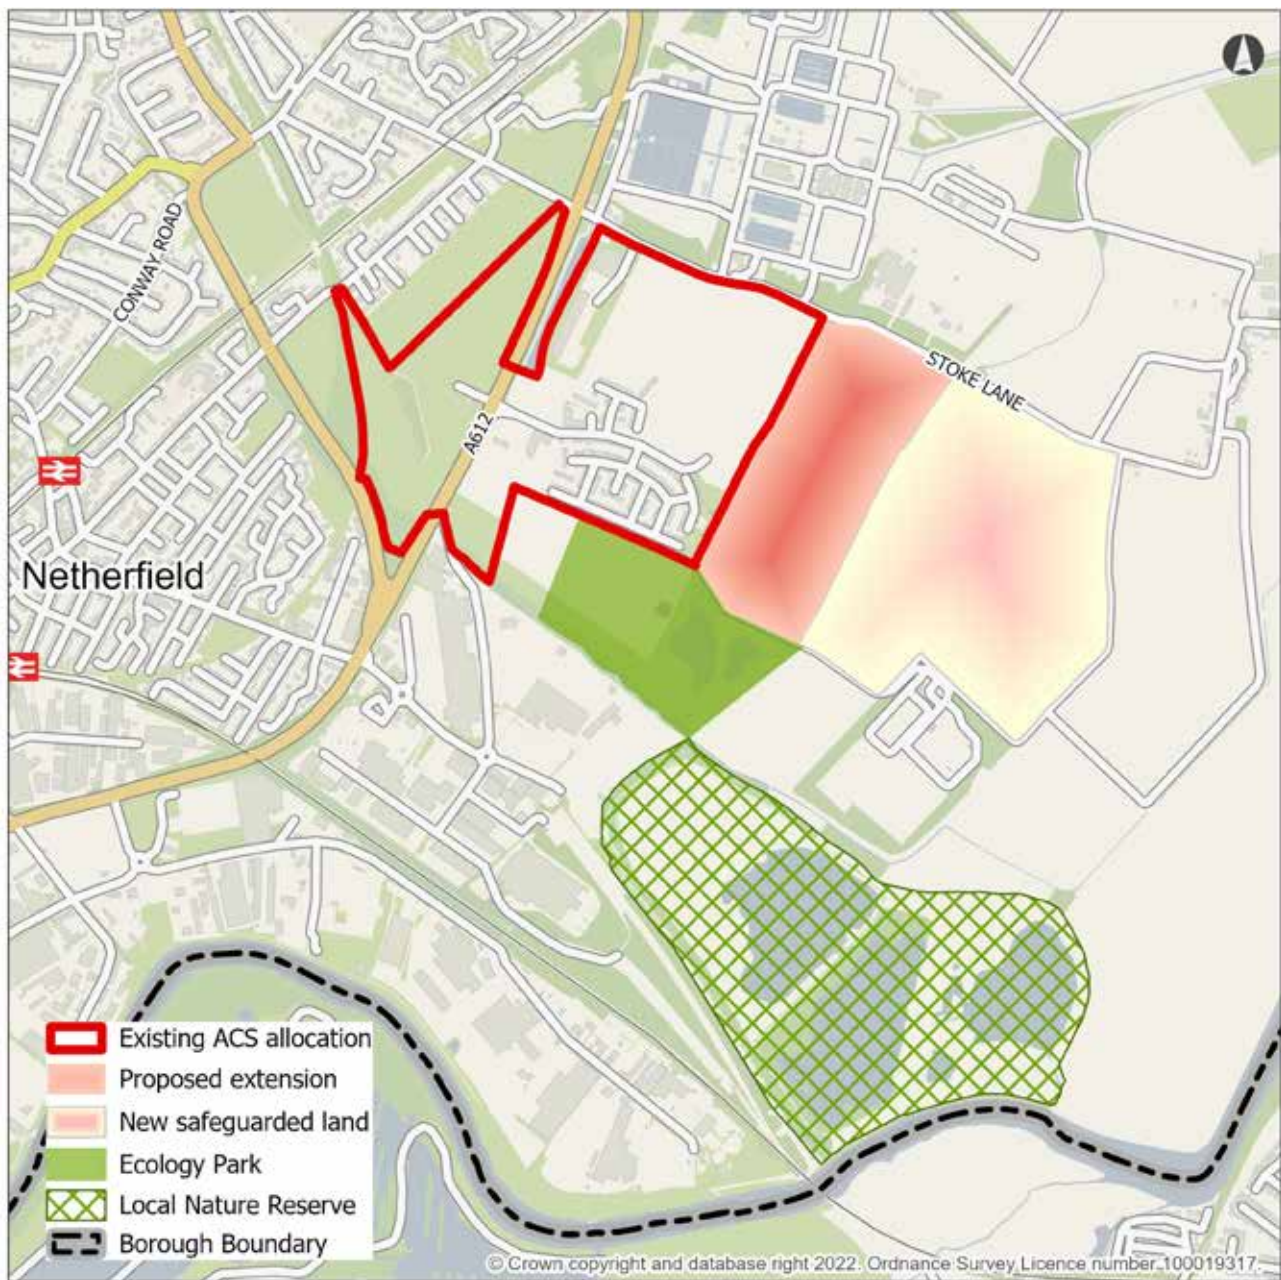 CONWAY ROAD
STOKE LANE
A612
Netherfield
Existing ACS allocation
Proposed extension
New safeguarded land
Ecology Park
Local Nature Reserve
Borough Boundary
© Crown copyright and database right 2022. Ordnance Survey Licence number 100019317.